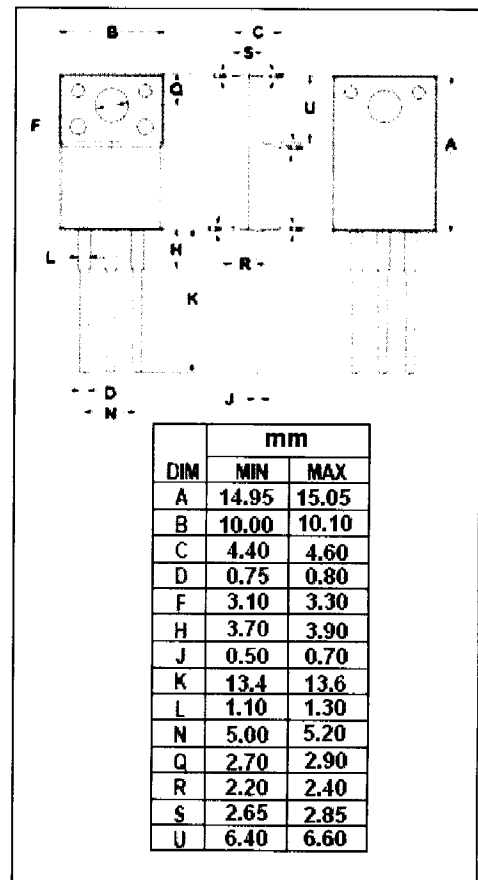 B
C
S
Q
U
F
A
L
H
K
R
D
N
J
mm
DIM MIN MAX
A 14.95 15.05
B 10.00 10.10
C 4.40 4.60
D 0.75 0.80
F 3.10 3.30
H 3.70 3.90
J 0.50 0.70
K 13.4 13.6
L 1.10 1.30
N 5.00 5.20
Q 2.70 2.90
R 2.20 2.40
S 2.65 2.85
U 6.40 6.60